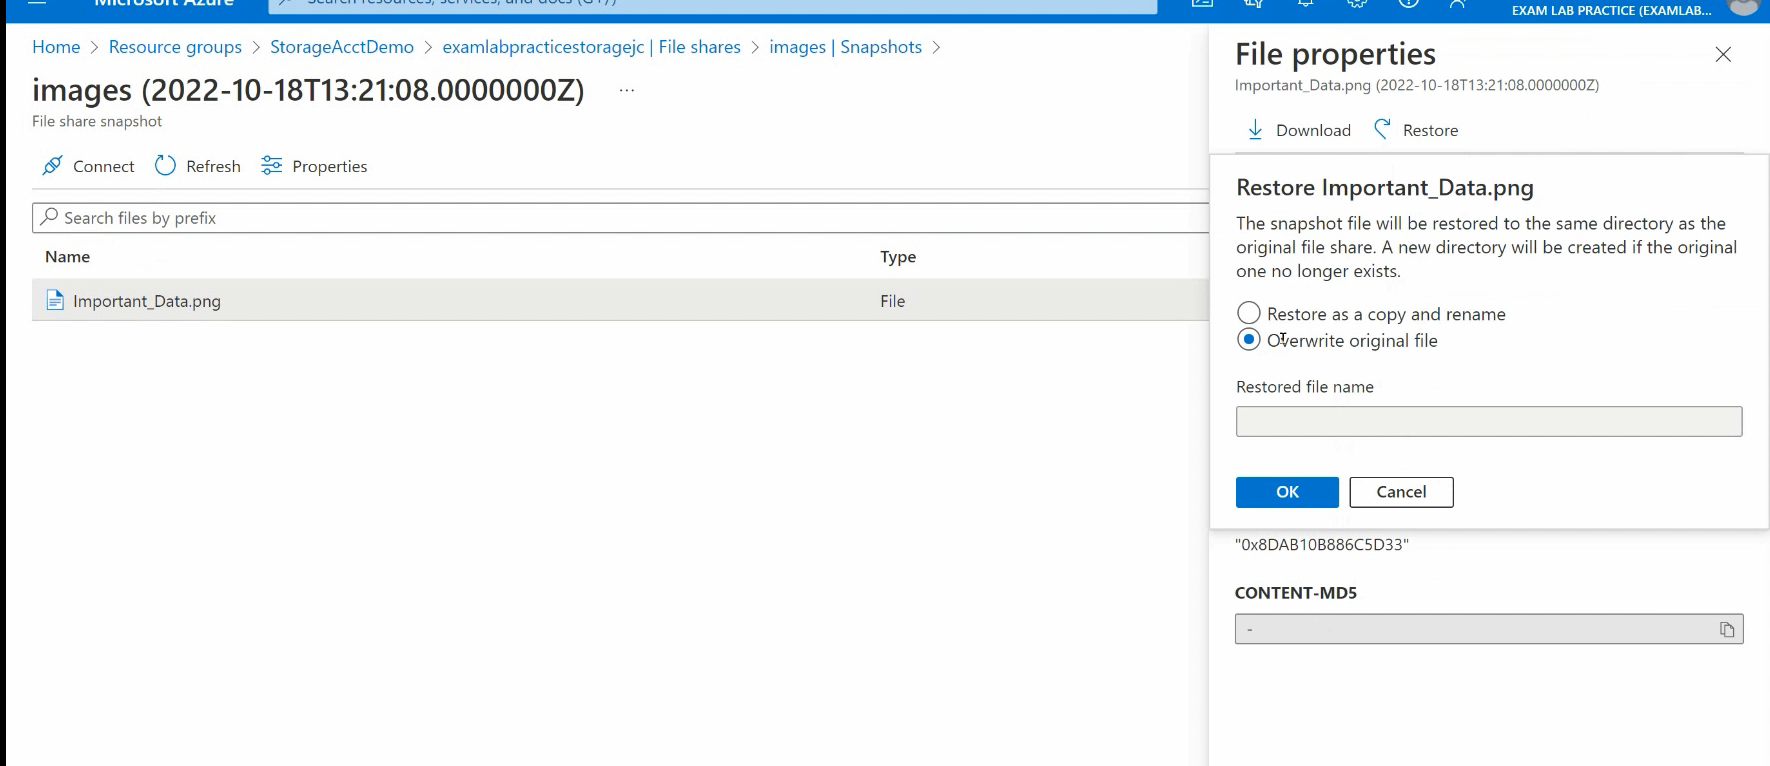 Microsoft Azure
Search resources, services, and docs (G+/)
EXAM LAB PRACTICE (EXAMLAB...
Home > Resource groups > StorageAcctDemo > examlabpracticestoragejc | File shares > images | Snapshots >
images (2022-10-18T13:21:08.0000000Z) ...
File share snapshot
Connect Refresh Properties
Search files by prefix
Name Type
Important_Data.png File
File properties
Important_Data.png (2022-10-18T13:21:08.0000000Z)
Download Restore
Restore Important_Data.png
The snapshot file will be restored to the same directory as the
original file share. A new directory will be created if the original
one no longer exists.
Restore as a copy and rename
Overwrite original file
Restored file name
OK Cancel
"0x8DAB10B886C5D33"
CONTENT-MD5
-